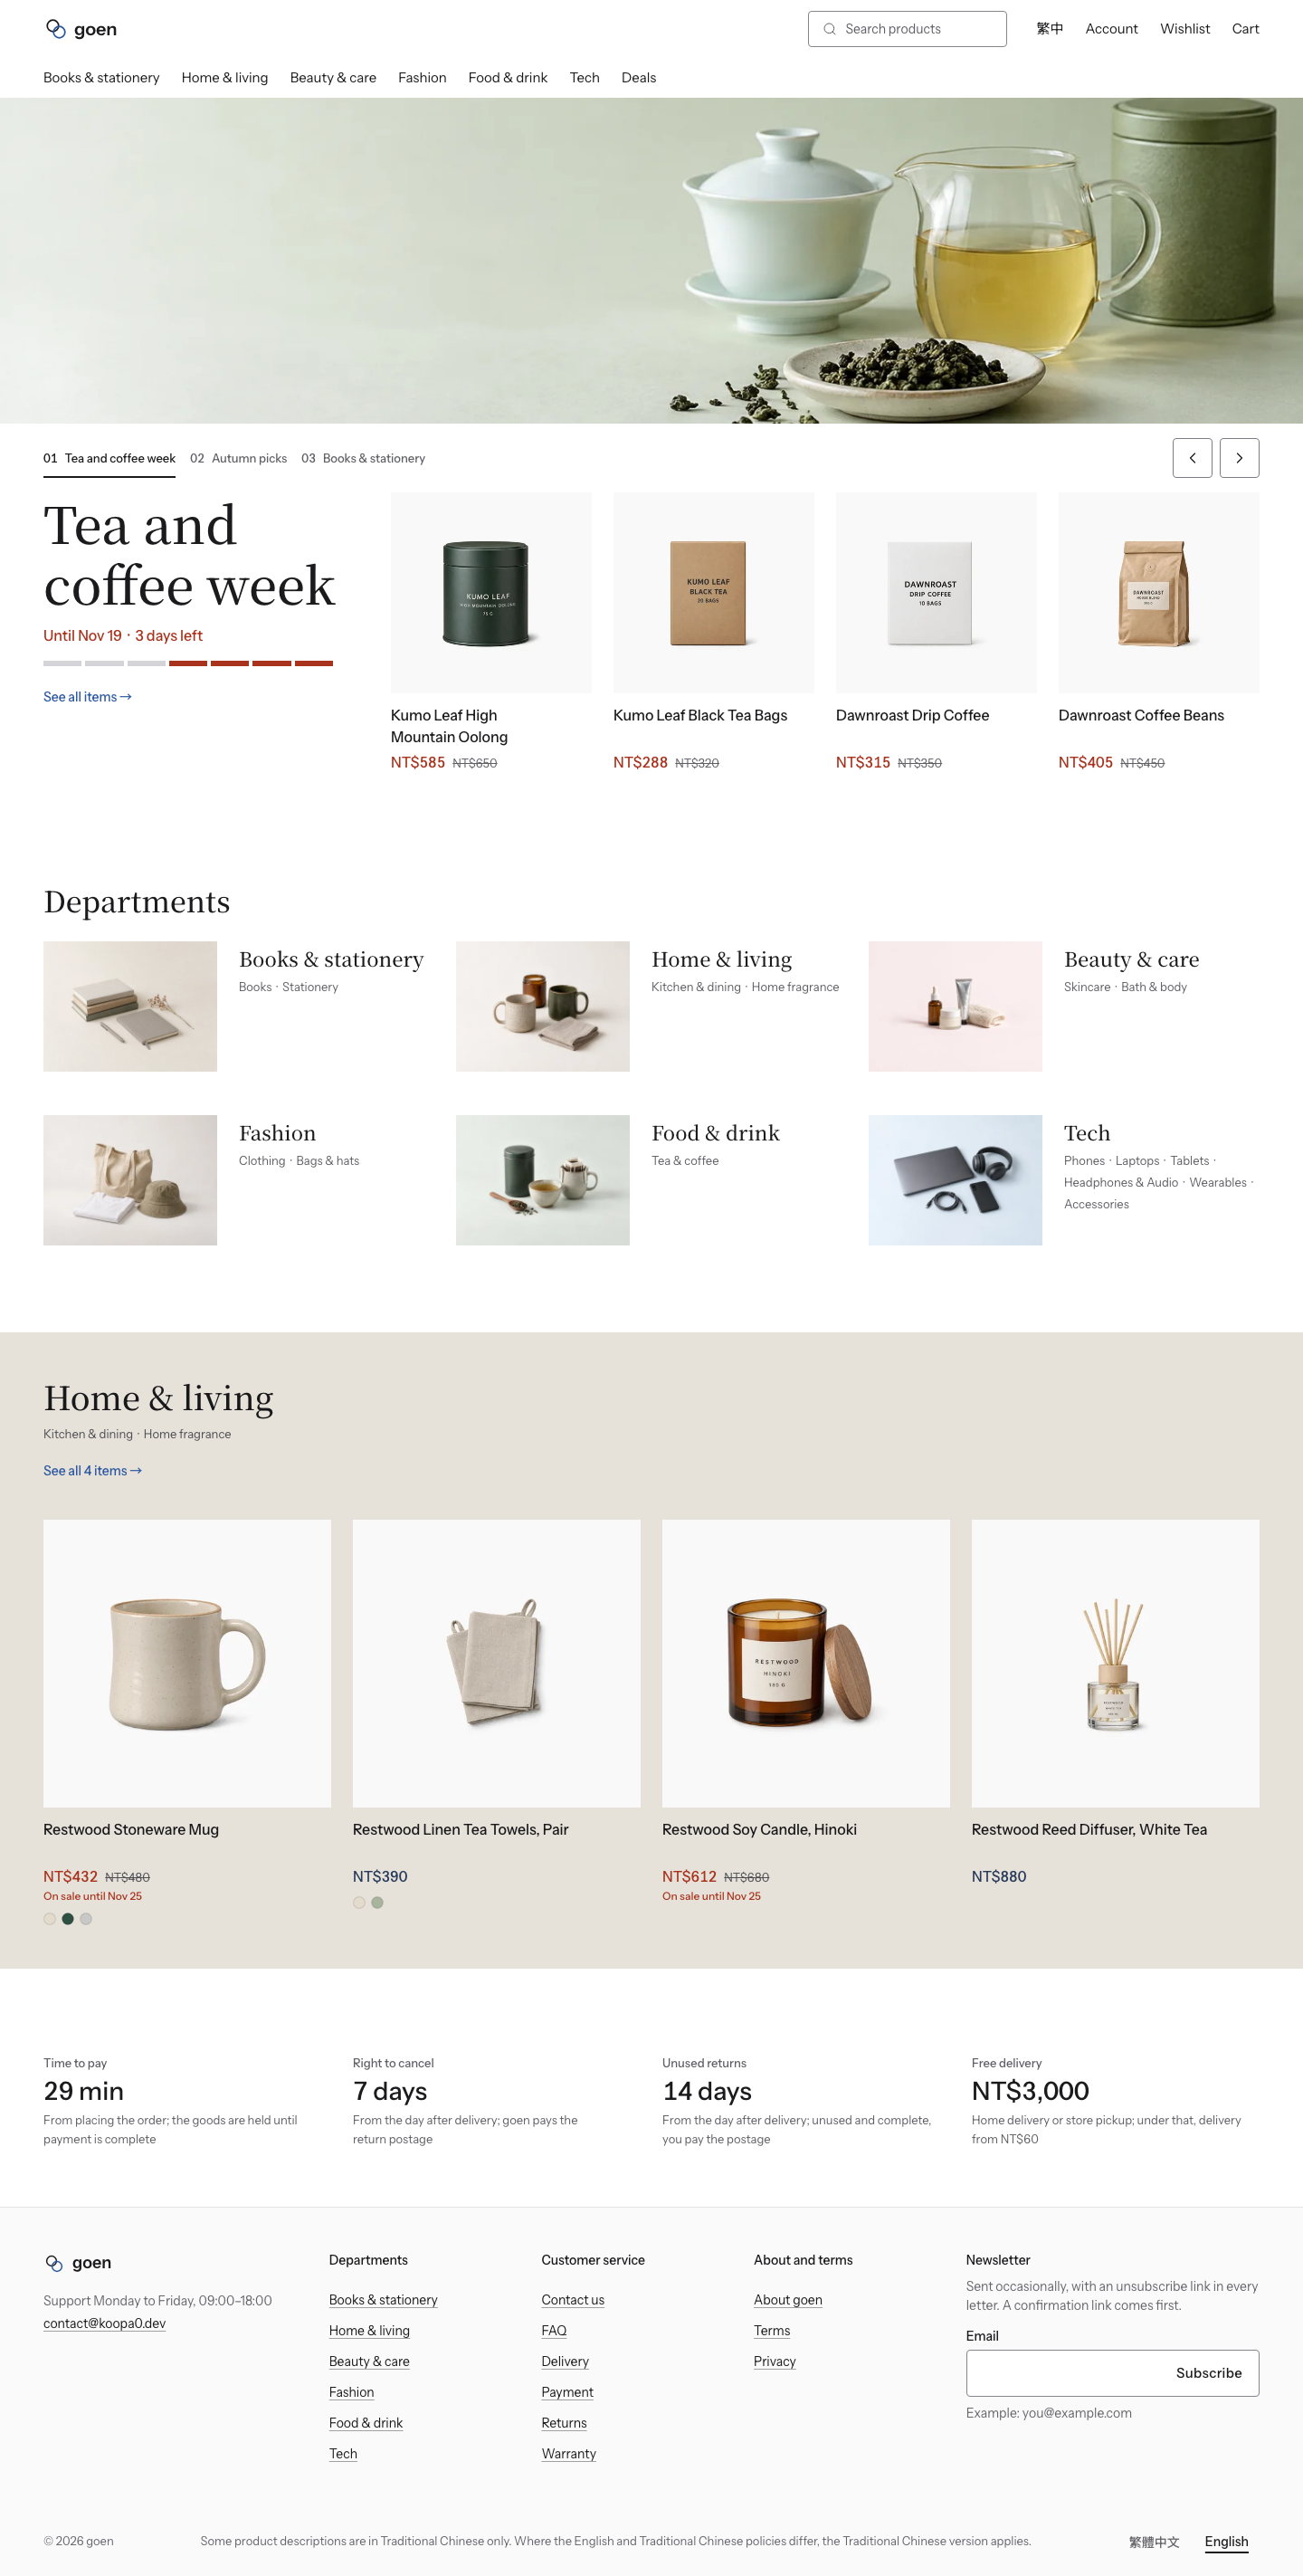 goen
Search products
繁中 Account Wishlist Cart
Books & stationery Home & living Beauty & care Fashion Food & drink Tech Deals
01 Tea and coffee week 02 Autumn picks 03 Books & stationery
Tea and
coffee week
Until Nov 19 · 3 days left
See all items →
KUMO LEAF
HIGH MOUNTAIN OOLONG
75 G
Kumo Leaf High
Mountain Oolong
NT$585 NT$650
KUMO LEAF
BLACK TEA
20 BAGS
Kumo Leaf Black Tea Bags
NT$288 NT$320
DAWNROAST
DRIP COFFEE
10 BAGS
Dawnroast Drip Coffee
NT$315 NT$350
DAWNROAST
Dawnroast Coffee Beans
NT$405 NT$450
Departments
Books & stationery
Books · Stationery
Home & living
Kitchen & dining · Home fragrance
Beauty & care
Skincare · Bath & body
Fashion
Clothing · Bags & hats
Food & drink
Tea & coffee
Tech
Phones · Laptops · Tablets ·
Headphones & Audio · Wearables ·
Accessories
Home & living
Kitchen & dining · Home fragrance
See all 4 items →
Restwood Stoneware Mug
NT$432 NT$480
On sale until Nov 25
Restwood Linen Tea Towels, Pair
NT$390
RESTWOOD
HINOKI
Restwood Soy Candle, Hinoki
NT$612 NT$680
On sale until Nov 25
Restwood Reed Diffuser, White Tea
NT$880
Time to pay
29 min
From placing the order; the goods are held until
payment is complete
Right to cancel
7 days
From the day after delivery; goen pays the
return postage
Unused returns
14 days
From the day after delivery; unused and complete,
you pay the postage
Free delivery
NT$3,000
Home delivery or store pickup; under that, delivery
from NT$60
goen
Support Monday to Friday, 09:00–18:00
contact@koopa0.dev
Departments
Books & stationery
Home & living
Beauty & care
Fashion
Food & drink
Tech
Customer service
Contact us
FAQ
Delivery
Payment
Returns
Warranty
About and terms
About goen
Terms
Privacy
Newsletter
Sent occasionally, with an unsubscribe link in every
letter. A confirmation link comes first.
Email
Subscribe
Example: you@example.com
© 2026 goen
Some product descriptions are in Traditional Chinese only. Where the English and Traditional Chinese policies differ, the Traditional Chinese version applies.
繁體中文 English